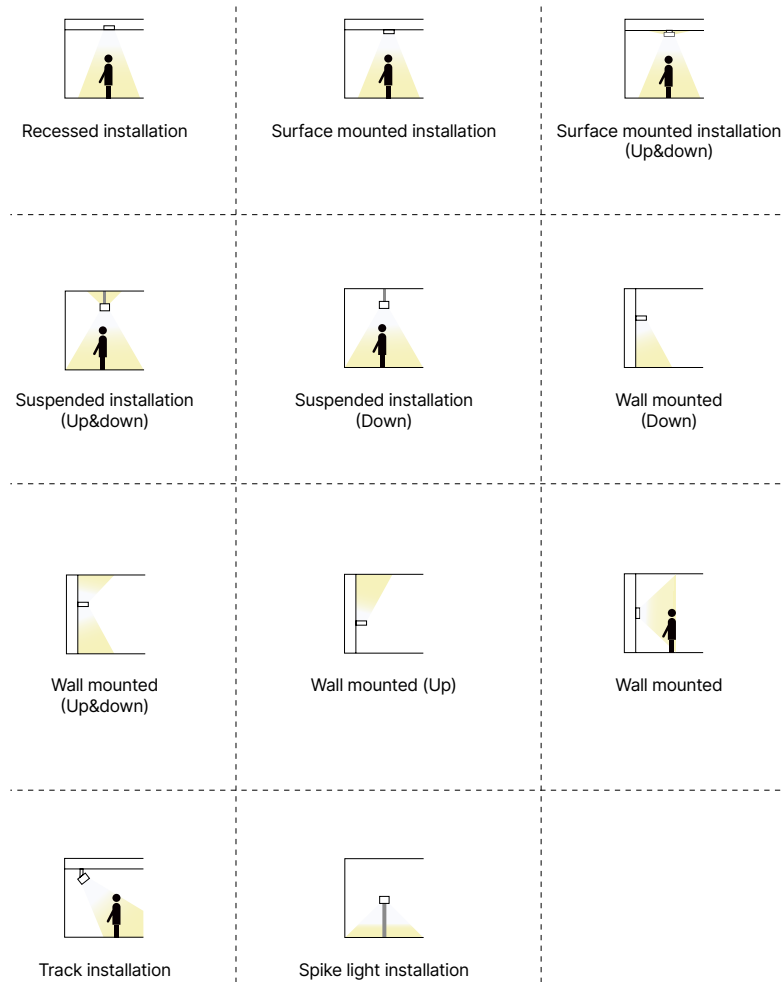 Recessed installation
Surface mounted installation
Surface mounted installation
(Up&down)
Suspended installation
(Up&down)
Suspended installation
(Down)
Wall mounted
(Down)
Wall mounted
(Up&down)
Wall mounted (Up)
Wall mounted
Track installation
Spike light installation